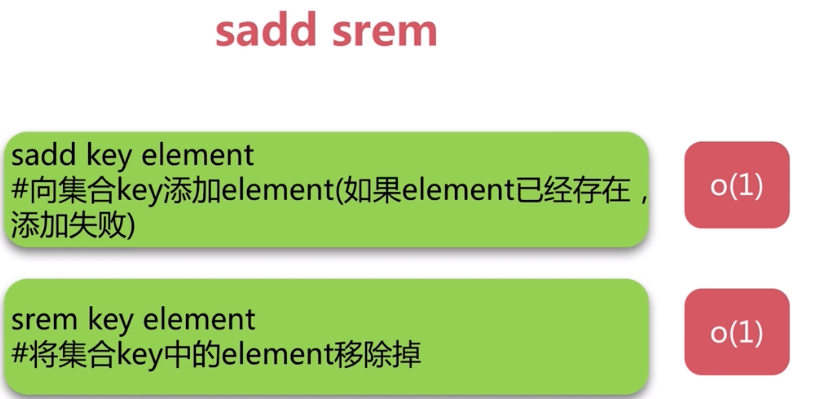 sadd srem
sadd key element
#向集合key添加element(如果element已经存在，
添加失败)
o(1)
srem key element
#将集合key中的element移除掉
o(1)